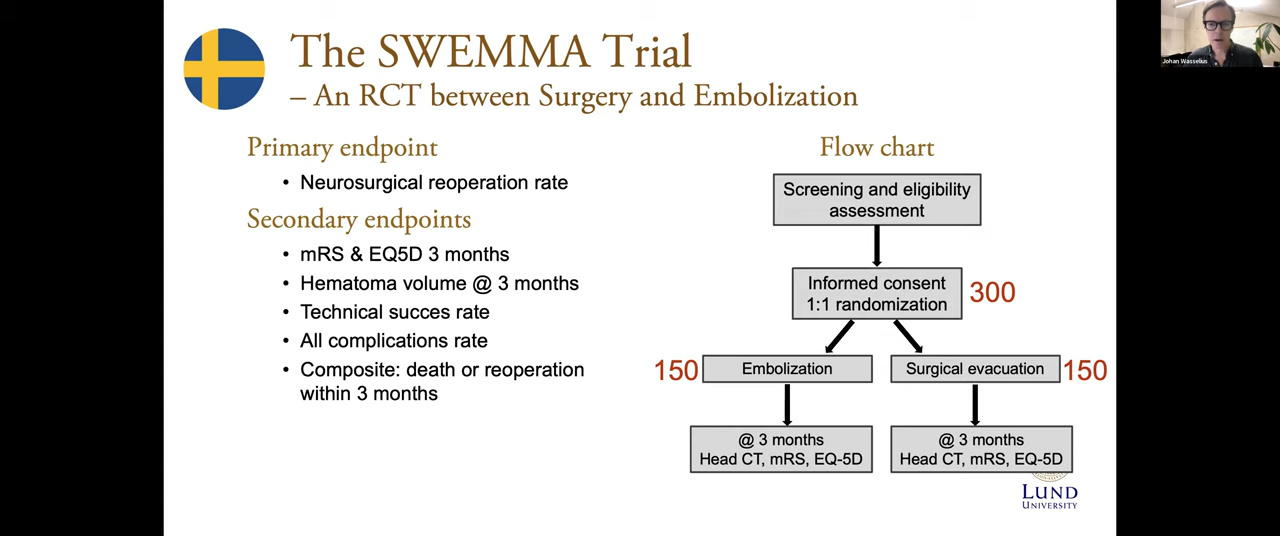 The SWEMMA Trial
– An RCT between Surgery and Embolization
Primary endpoint
• Neurosurgical reoperation rate
Secondary endpoints
• mRS & EQ5D 3 months
• Hematoma volume @ 3 months
• Technical succes rate
• All complications rate
• Composite: death or reoperation
within 3 months
Flow chart
Screening and eligibility
assessment
Informed consent
1:1 randomization
300
150
Embolization
Surgical evacuation
150
@ 3 months
Head CT, mRS, EQ-5D
@ 3 months
Head CT, mRS, EQ-5D
LUND
UNIVERSITY
Johan Wasselius